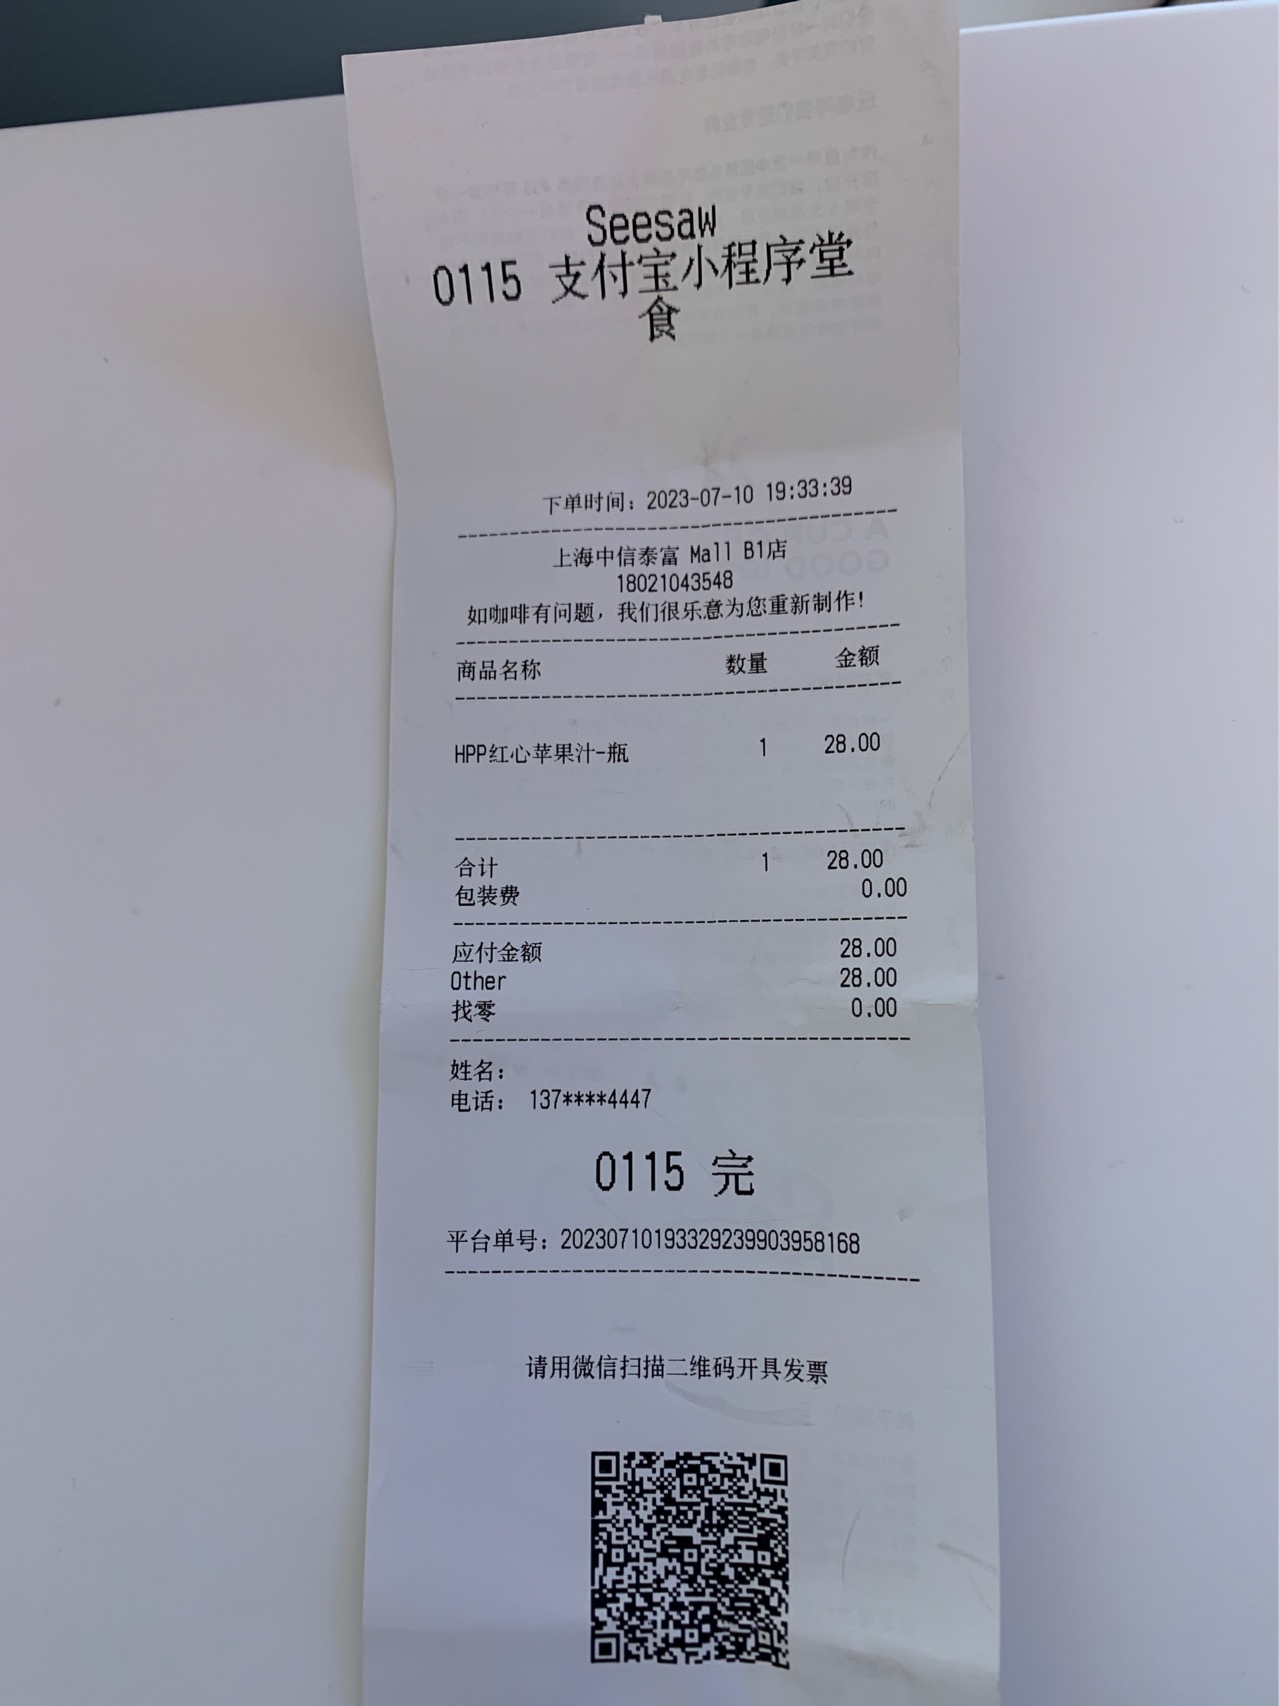 Seesaw
0115 支付宝小程序堂
食
下单时间：2023-07-10 19:33:39
上海中信泰富 Mall B1店
18021043548
如咖啡有问题，我们很乐意为您重新制作！
商品名称 数量 金额
HPP红心苹果汁-瓶 1 28.00
合计 1 28.00
包装费 0.00
应付金额 28.00
Other 28.00
找零 0.00
姓名：
电话： 137****4447
0115 完
平台单号：20230710193329239903958168
请用微信扫描二维码开具发票